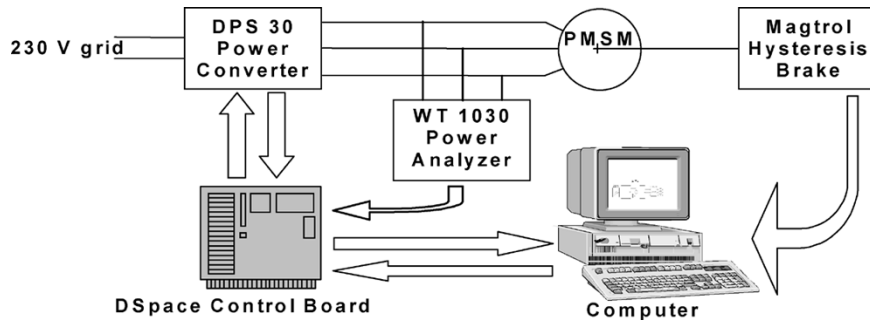 230 V grid
DPS 30
Power
Converter
PMSM
Magtrol
Hysteresis
Brake
WT 1030
Power
Analyzer
DSpace Control Board
Computer